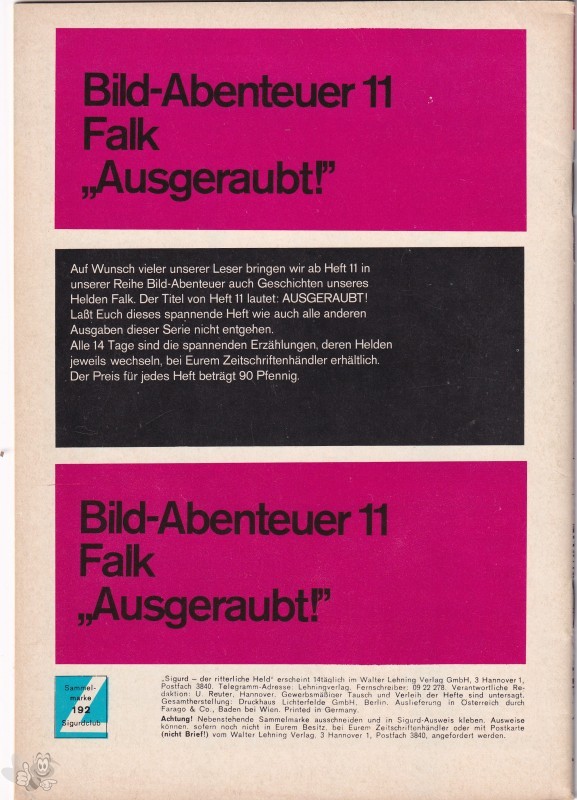 Bild-Abenteuer 11
Falk
„Ausgeraubt!”
Auf Wunsch vieler unserer Leser bringen wir ab Heft 11 in
unserer Reihe Bild-Abenteuer auch Geschichten unseres
Helden Falk. Der Titel von Heft 11 lautet: AUSGERAUBT!
Laßt Euch dieses spannende Heft wie auch alle anderen
Ausgaben dieser Serie nicht entgehen.
Alle 14 Tage sind die spannenden Erzählungen, deren Helden
jeweils wechseln, bei Eurem Zeitschriftenhändler erhältlich.
Der Preis für jedes Heft beträgt 90 Pfennig.
Bild-Abenteuer 11
Falk
„Ausgeraubt!”
Sammel-
marke
192
Sigurdclub
„Sigurd – der ritterliche Held" erscheint 14täglich im Walter Lehning Verlag GmbH, 3 Hannover 1,
Postfach 3840. Telegramm-Adresse: Lehningverlag. Fernschreiber: 09 22 278. Verantwortliche Re-
daktion: U. Reuter, Hannover. Gewerbsmäßiger Tausch und Verleih der Hefte sind untersagt.
Gesamtherstellung: Druckhaus Lichterfelde GmbH, Berlin. Auslieferung in Österreich durch
Farago & Co., Baden bei Wien. Printed in Germany.
Achtung! Nebenstehende Sammelmarke ausschneiden und in Sigurd-Ausweis kleben. Ausweise
können, sofern noch nicht in Eurem Besitz, bei Eurem Zeitschriftenhändler oder mit Postkarte
(nicht Brief!) vom Walter Lehning Verlag, 3 Hannover 1, Postfach 3840, angefordert werden.